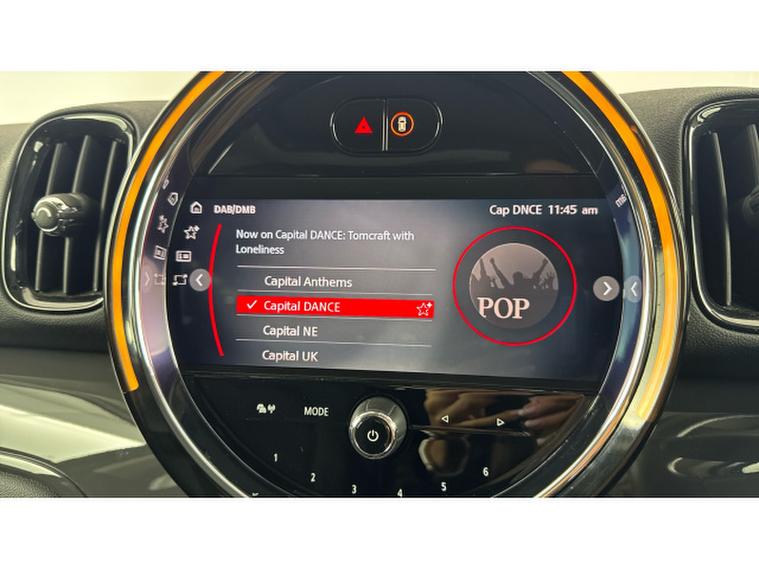 DAB/DMB
Cap DNCE 11:45 am
Now on Capital DANCE: Tomcraft with
Loneliness
Capital Anthems
Capital DANCE
Capital NE
Capital UK
POP
MODE
1
2
3
4
5
6